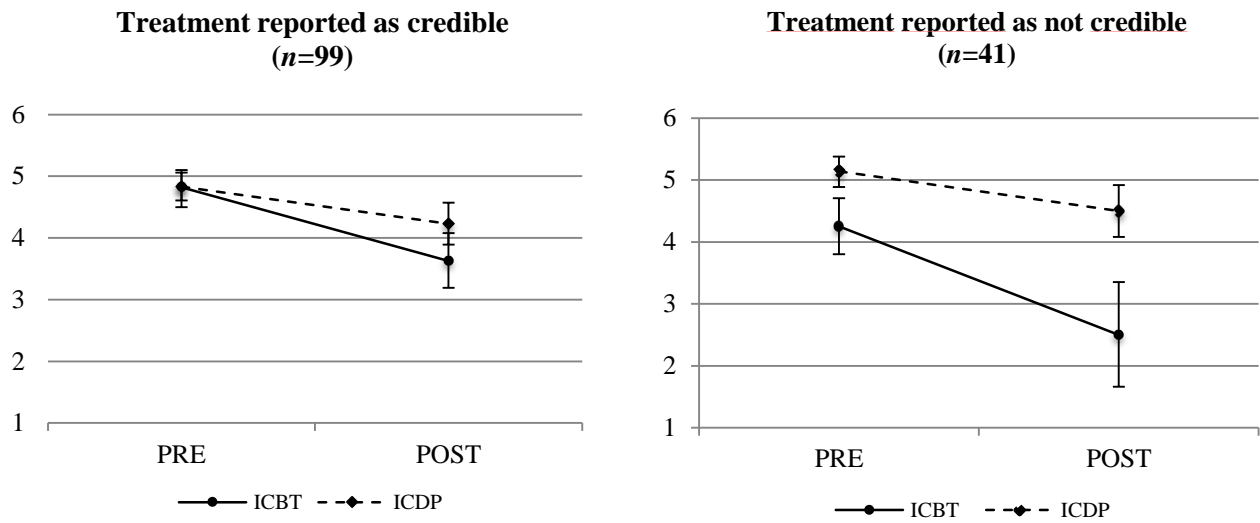 Treatment reported as credible
(n=99)
6
5
4
3
2
1
PRE POST
ICBT ICDP
Treatment reported as not credible
(n=41)
6
5
4
3
2
1
PRE POST
ICBT ICDP